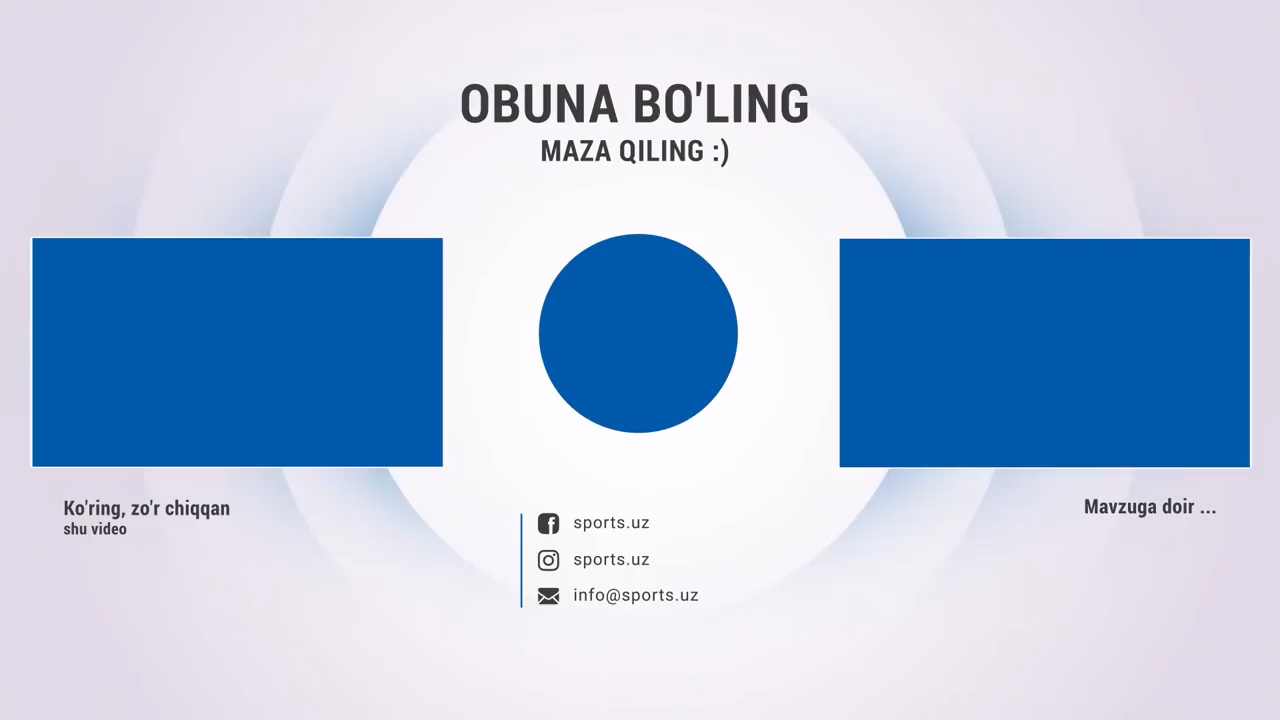 OBUNA BO'LING
MAZA QILING :)
Ko'ring, zo'r chiqqan
shu video
Mavzuga doir ...
sports.uz
sports.uz
info@sports.uz